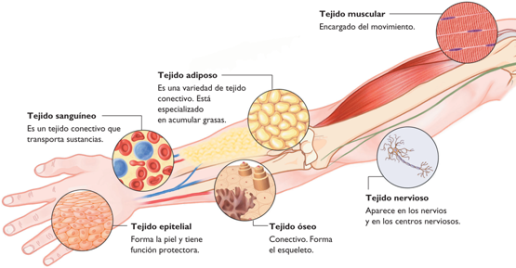 Tejido muscular
Encargado del movimiento.
Tejido adiposo
Es una variedad de tejido
conectivo. Está
especializado
en acumular grasas.
Tejido sanguíneo
Es un tejido conectivo que
transporta sustancias.
Tejido nervioso
Aparece en los nervios
y en los centros nerviosos.
Tejido epitelial
Forma la piel y tiene
función protectora.
Tejido óseo
Conectivo. Forma
el esqueleto.